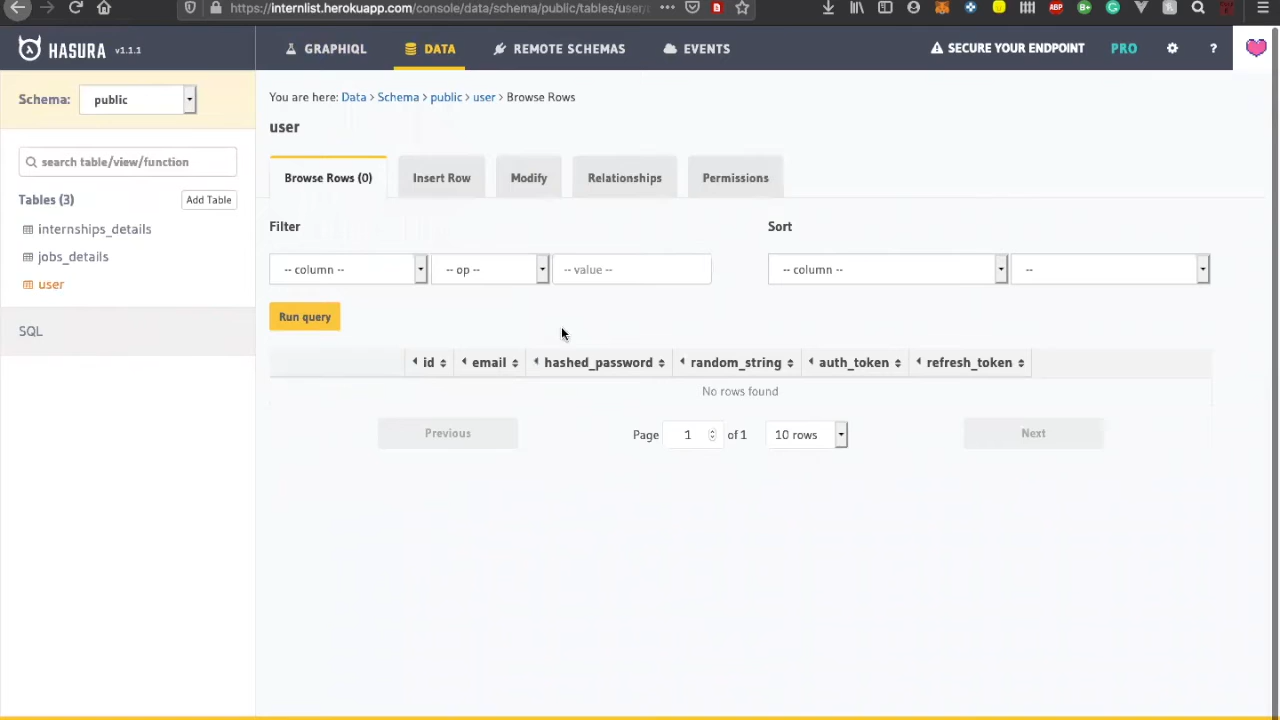 https://internlist.herokuapp.com/console/data/schema/public/tables/user/
HASURA v1.1.1
GRAPHIQL DATA REMOTE SCHEMAS EVENTS SECURE YOUR ENDPOINT PRO ?
Schema: public
You are here: Data > Schema > public > user > Browse Rows
user
search table/view/function
Browse Rows (0) Insert Row Modify Relationships Permissions
Tables (3) Add Table
internships_details
jobs_details
user
SQL
Filter Sort
-- column -- -- op -- -- value -- -- column -- --
Run query
id email hashed_password random_string auth_token refresh_token
No rows found
Previous Page 1 of 1 10 rows Next